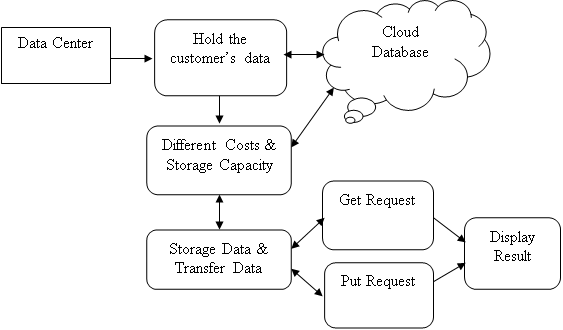 Data Center
Hold the
customer's data
Cloud
Database
Different Costs &
Storage Capacity
Storage Data &
Transfer Data
Get Request
Put Request
Display
Result